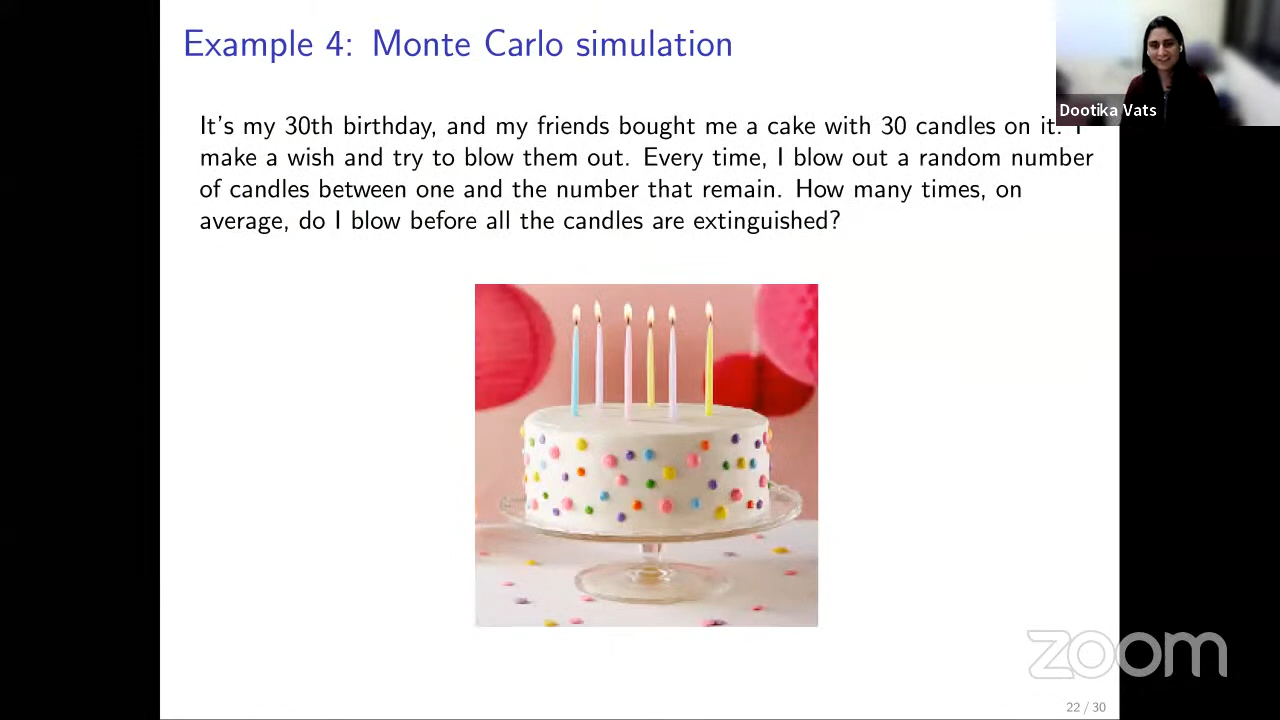 Example 4: Monte Carlo simulation
Dootika Vats
It's my 30th birthday, and my friends bought me a cake with 30 candles on it. I
make a wish and try to blow them out. Every time, I blow out a random number
of candles between one and the number that remain. How many times, on
average, do I blow before all the candles are extinguished?
zoom
22 / 30